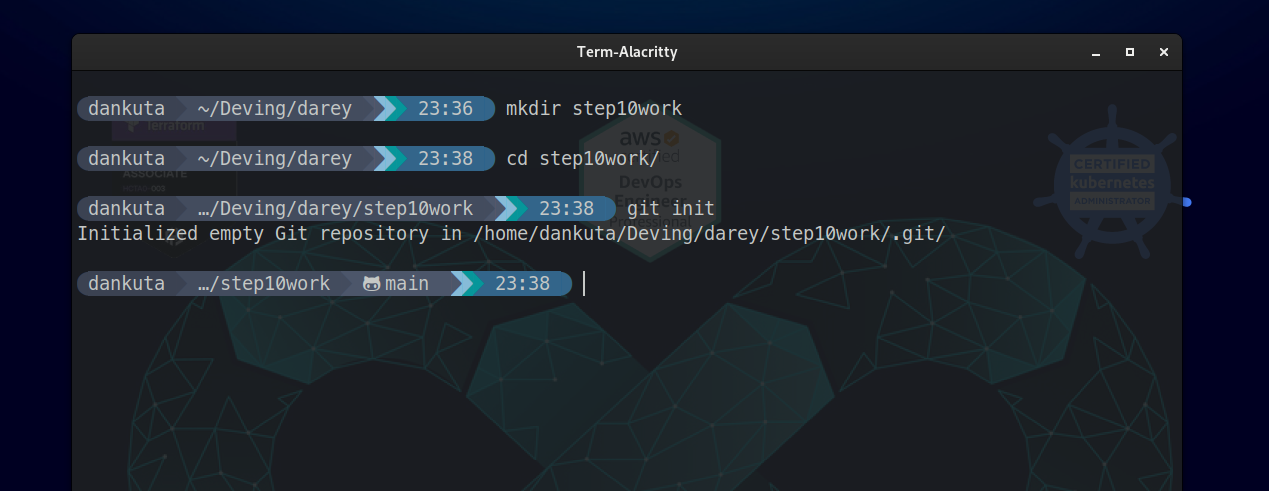 Term-Alacritty
dankuta ~/Deving/darey 23:36 mkdir step10work
Terraform
aws
CERTIFIED
kubernetes
ADMINISTRATOR
dankuta ~/Deving/darey 23:38 cd step10work/
ASSOCIATE
DevOps
Engineer
Professional
dankuta …/Deving/darey/step10work 23:38 git init
Initialized empty Git repository in /home/dankuta/Deving/darey/step10work/.git/
dankuta …/step10work main 23:38